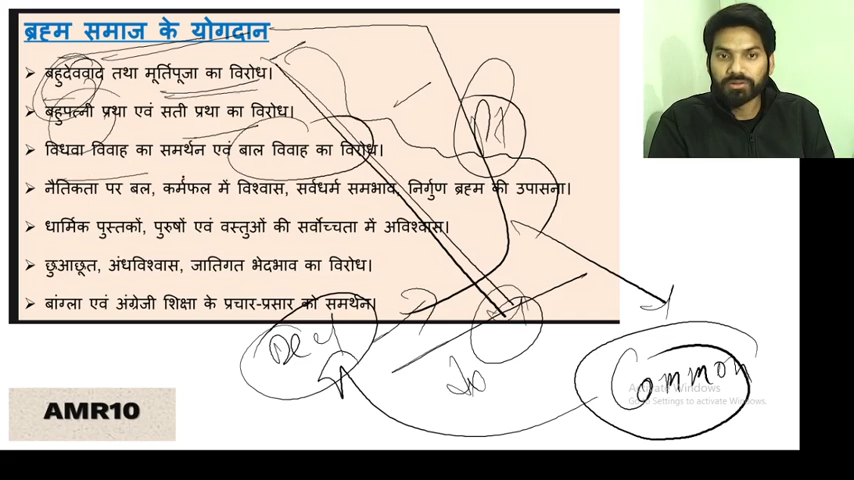 ब्रह्म समाज के योगदान
बहुदेववाद तथा मूर्तिपूजा का विरोध।
बहुपत्नी प्रथा एवं सती प्रथा का विरोध।
विधवा विवाह का समर्थन एवं बाल विवाह का विरोध।
नैतिकता पर बल, कर्मफल में विश्वास, सर्वधर्म समभाव, निर्गुण ब्रह्म की उपासना।
धार्मिक पुस्तकों, पुरुषों एवं वस्तुओं की सर्वोच्चता में अविश्वास।
छुआछूत, अंधविश्वास, जातिगत भेदभाव का विरोध।
बांग्ला एवं अंग्रेजी शिक्षा के प्रचार-प्रसार को समर्थन।
Common
Activate Windows
Go to Settings to activate Windows.
AMR10